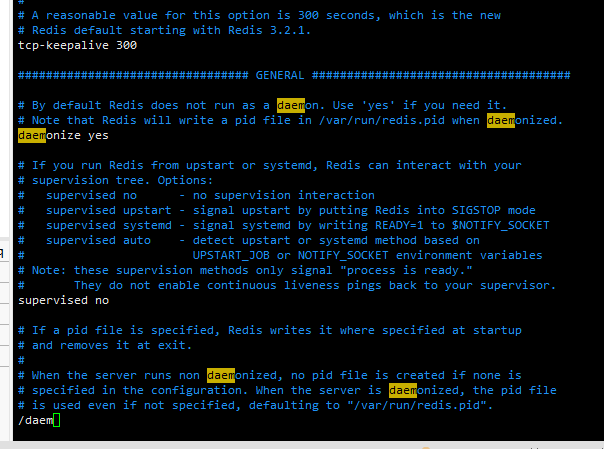 #
# A reasonable value for this option is 300 seconds, which is the new
# Redis default starting with Redis 3.2.1.
tcp-keepalive 300
################################# GENERAL #####################################
# By default Redis does not run as a daemon. Use 'yes' if you need it.
# Note that Redis will write a pid file in /var/run/redis.pid when daemonized.
daemonize yes
# If you run Redis from upstart or systemd, Redis can interact with your
# supervision tree. Options:
#   supervised no      - no supervision interaction
#   supervised upstart - signal upstart by putting Redis into SIGSTOP mode
#   supervised systemd - signal systemd by writing READY=1 to $NOTIFY_SOCKET
#   supervised auto    - detect upstart or systemd method based on
#                        UPSTART_JOB or NOTIFY_SOCKET environment variables
# Note: these supervision methods only signal "process is ready."
#       They do not enable continuous liveness pings back to your supervisor.
supervised no
# If a pid file is specified, Redis writes it where specified at startup
# and removes it at exit.
#
# When the server runs non daemonized, no pid file is created if none is
# specified in the configuration. When the server is daemonized, the pid file
# is used even if not specified, defaulting to "/var/run/redis.pid".
/daem